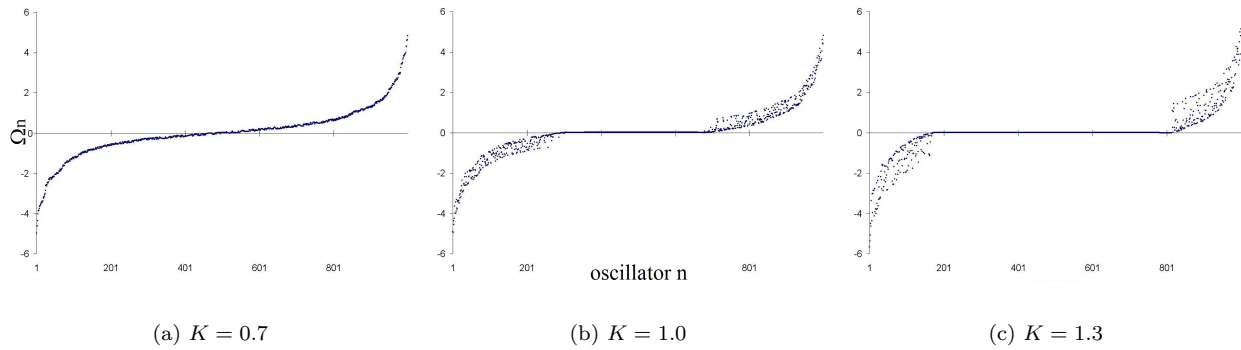 6 6 6
4 4 4
2 2 2
Ωn 0 0 0
-2 -2 -2
-4 -4 -4
-6 -6 -6
1 201 401 601 801 1 201 801 1 201 401 601 801
oscillator n
(a) K = 0.7 (b) K = 1.0 (c) K = 1.3